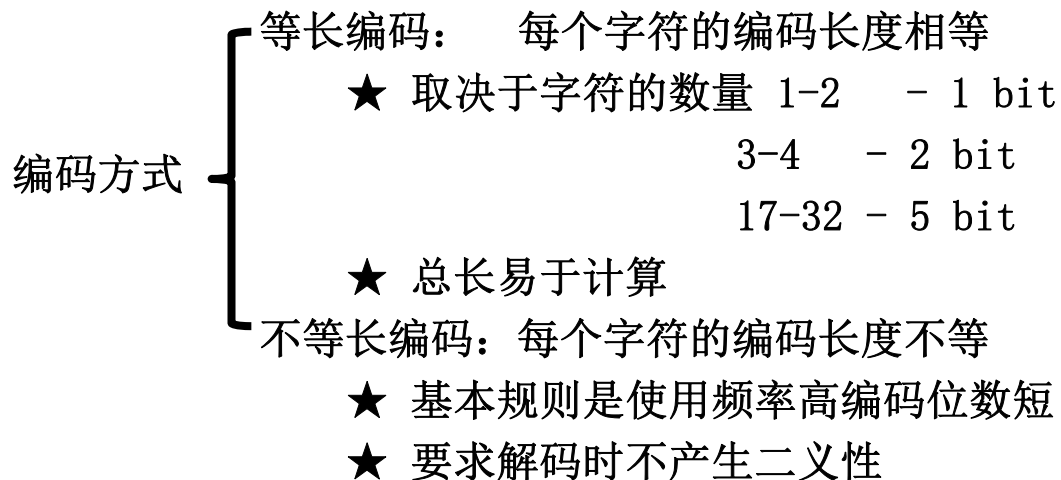 等长编码： 每个字符的编码长度相等
★ 取决于字符的数量 1-2 - 1 bit
3-4 - 2 bit
编码方式
17-32 - 5 bit
★ 总长易于计算
不等长编码：每个字符的编码长度不等
★ 基本规则是使用频率高编码位数短
★ 要求解码时不产生二义性